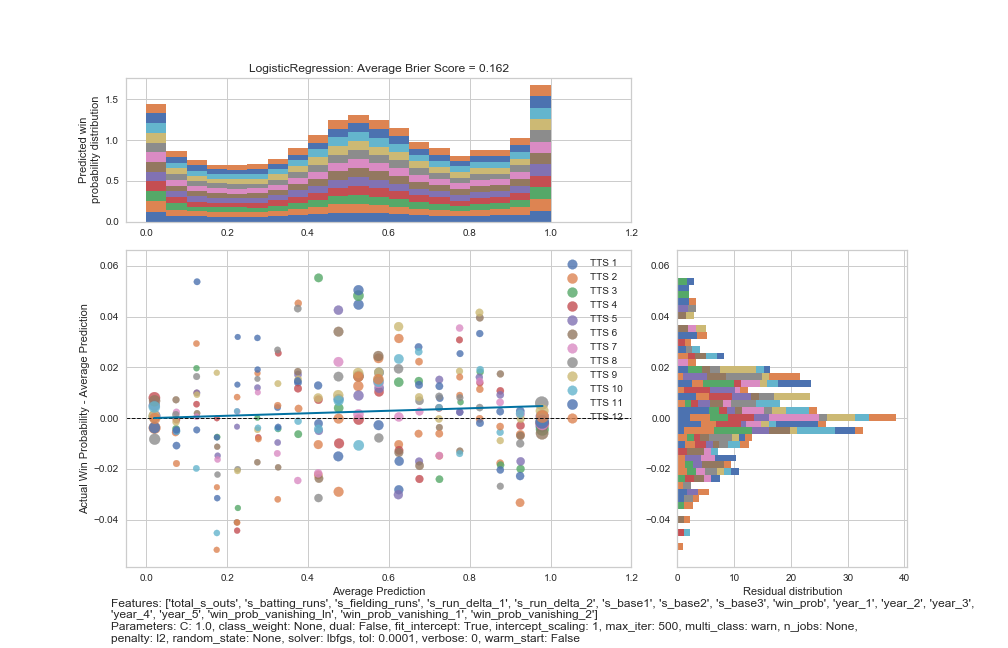 LogisticRegression: Average Brier Score = 0.162
Predicted win
probability distribution
1.5
1.0
0.5
0.0
0.0 0.2 0.4 0.6 0.8 1.0 1.2
Actual Win Probability - Average Prediction
0.06
0.04
0.02
0.00
−0.02
−0.04
0.0 0.2 0.4 0.6 0.8 1.0 1.2
Average Prediction
TTS 1
TTS 2
TTS 3
TTS 4
TTS 5
TTS 6
TTS 7
TTS 8
TTS 9
TTS 10
TTS 11
TTS 12
0.06
0.04
0.02
0.00
−0.02
−0.04
0 10 20 30 40
Residual distribution
Features: ['total_s_outs', 's_batting_runs', 's_fielding_runs', 's_run_delta_1', 's_run_delta_2', 's_base1', 's_base2', 's_base3', 'win_prob', 'year_1', 'year_2', 'year_3',
'year_4', 'year_5', 'win_prob_vanishing_ln', 'win_prob_vanishing_1', 'win_prob_vanishing_2']
Parameters: C: 1.0, class_weight: None, dual: False, fit_intercept: True, intercept_scaling: 1, max_iter: 500, multi_class: warn, n_jobs: None,
penalty: l2, random_state: None, solver: lbfgs, tol: 0.0001, verbose: 0, warm_start: False